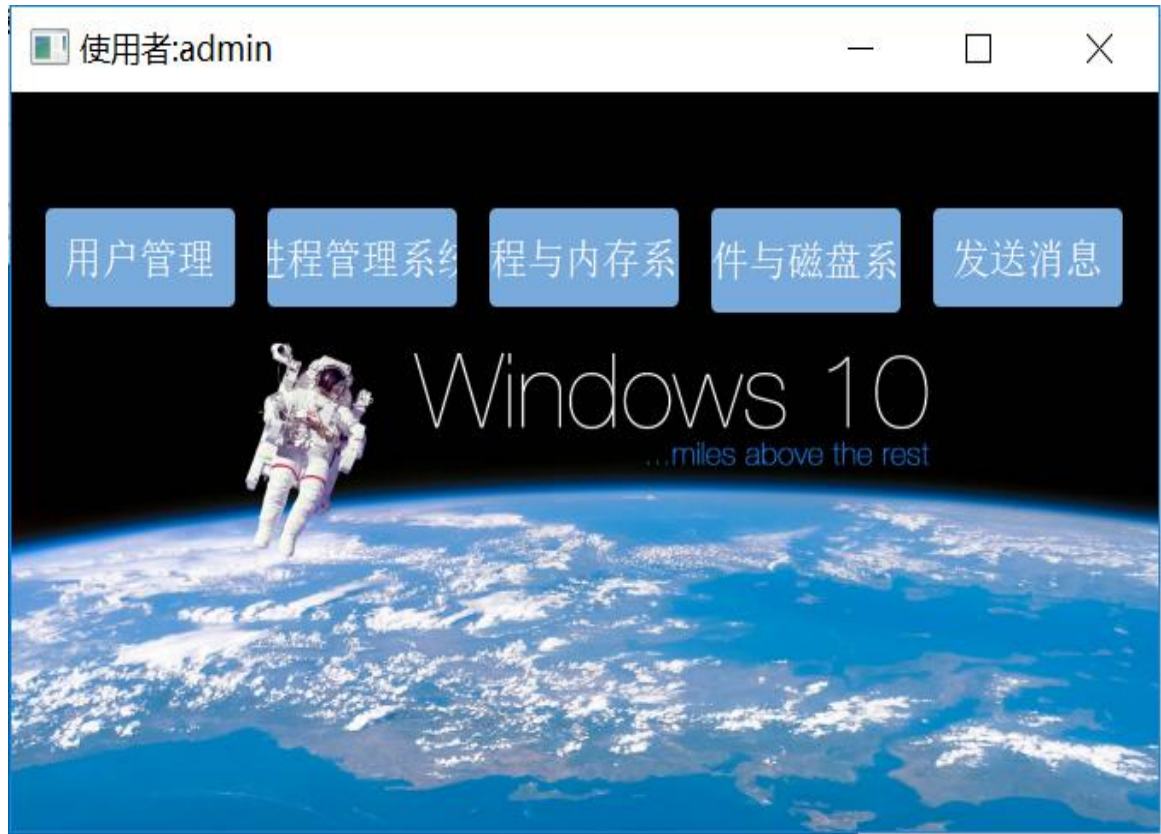 使用者:admin
用户管理 进程管理系统 程与内存系 件与磁盘系 发送消息
Windows 10
...miles above the rest